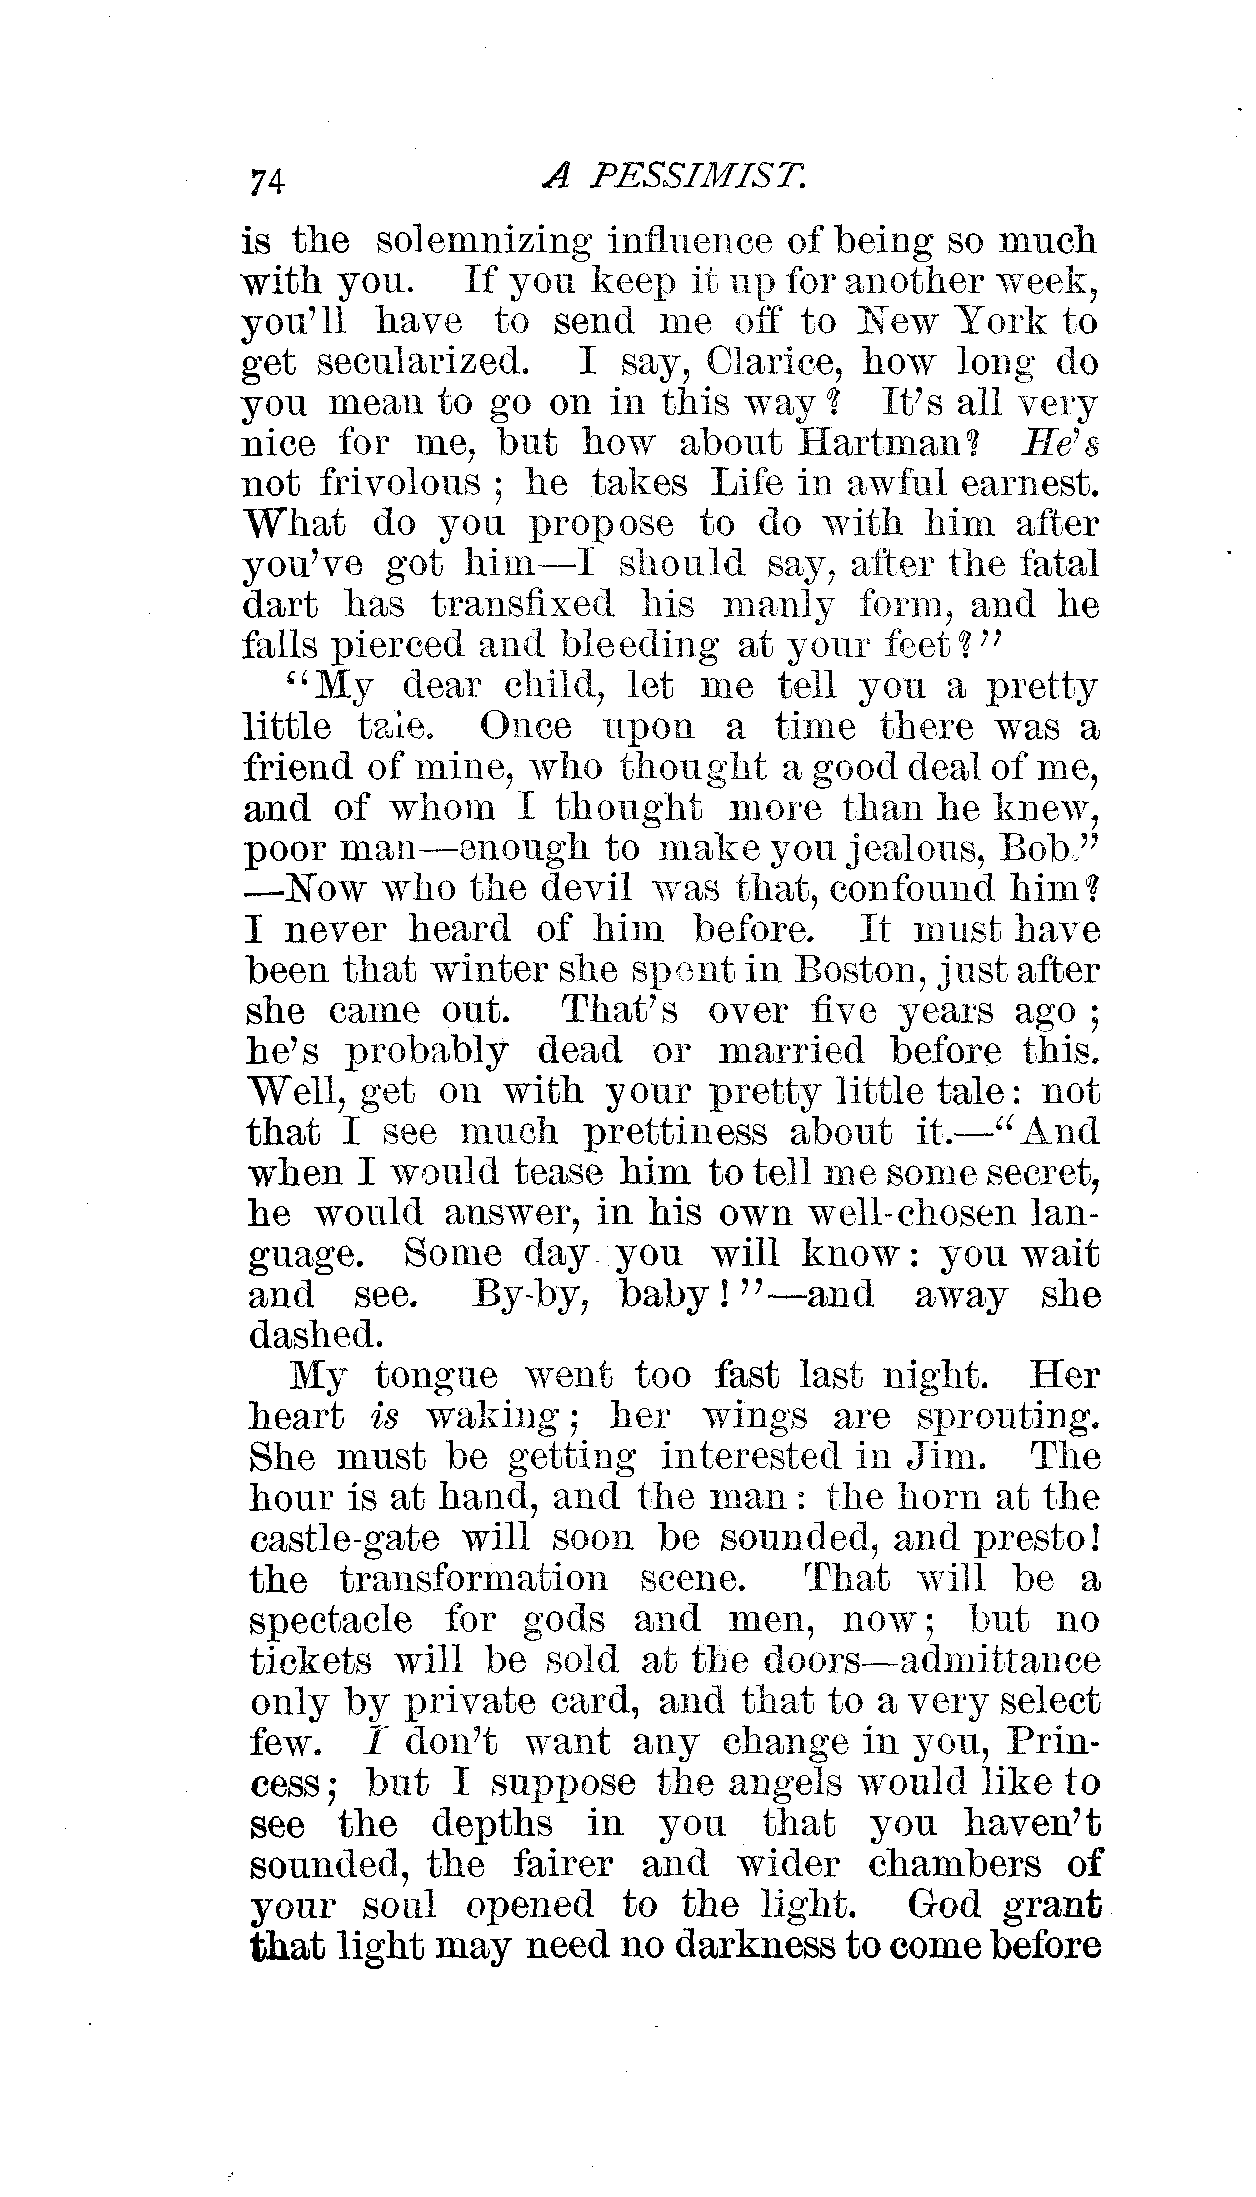 74 A PESSIMIST.
is the solemnizing influence of being so much
with you. If you keep it up for another week,
you'll have to send me off to New York to
get secularized. I say, Clarice, how long do
you mean to go on in this way? It's all very
nice for me, but how about Hartman? He's
not frivolous; he takes Life in awful earnest.
What do you propose to do with him after
you've got him—I should say, after the fatal
dart has transfixed his manly form, and he
falls pierced and bleeding at your feet?"
"My dear child, let me tell you a pretty
little tale. Once upon a time there was a
friend of mine, who thought a good deal of me,
and of whom I thought more than he knew,
poor man—enough to make you jealous, Bob."
—Now who the devil was that, confound him?
I never heard of him before. It must have
been that winter she spent in Boston, just after
she came out. That's over five years ago;
he's probably dead or married before this.
Well, get on with your pretty little tale: not
that I see much prettiness about it.—"And
when I would tease him to tell me some secret,
he would answer, in his own well-chosen lan-
guage. Some day you will know: you wait
and see. By-by, baby!"—and away she
dashed.
My tongue went too fast last night. Her
heart is waking; her wings are sprouting.
She must be getting interested in Jim. The
hour is at hand, and the man: the horn at the
castle-gate will soon be sounded, and presto!
the transformation scene. That will be a
spectacle for gods and men, now; but no
tickets will be sold at the doors—admittance
only by private card, and that to a very select
few. I don't want any change in you, Prin-
cess; but I suppose the angels would like to
see the depths in you that you haven't
sounded, the fairer and wider chambers of
your soul opened to the light. God grant
that light may need no darkness to come before